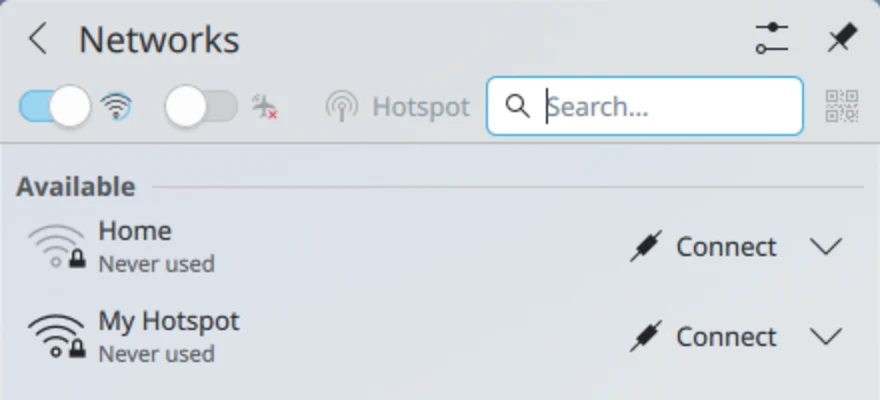 Networks
Hotspot Search...
Available
Home
Never used
Connect
My Hotspot
Never used
Connect